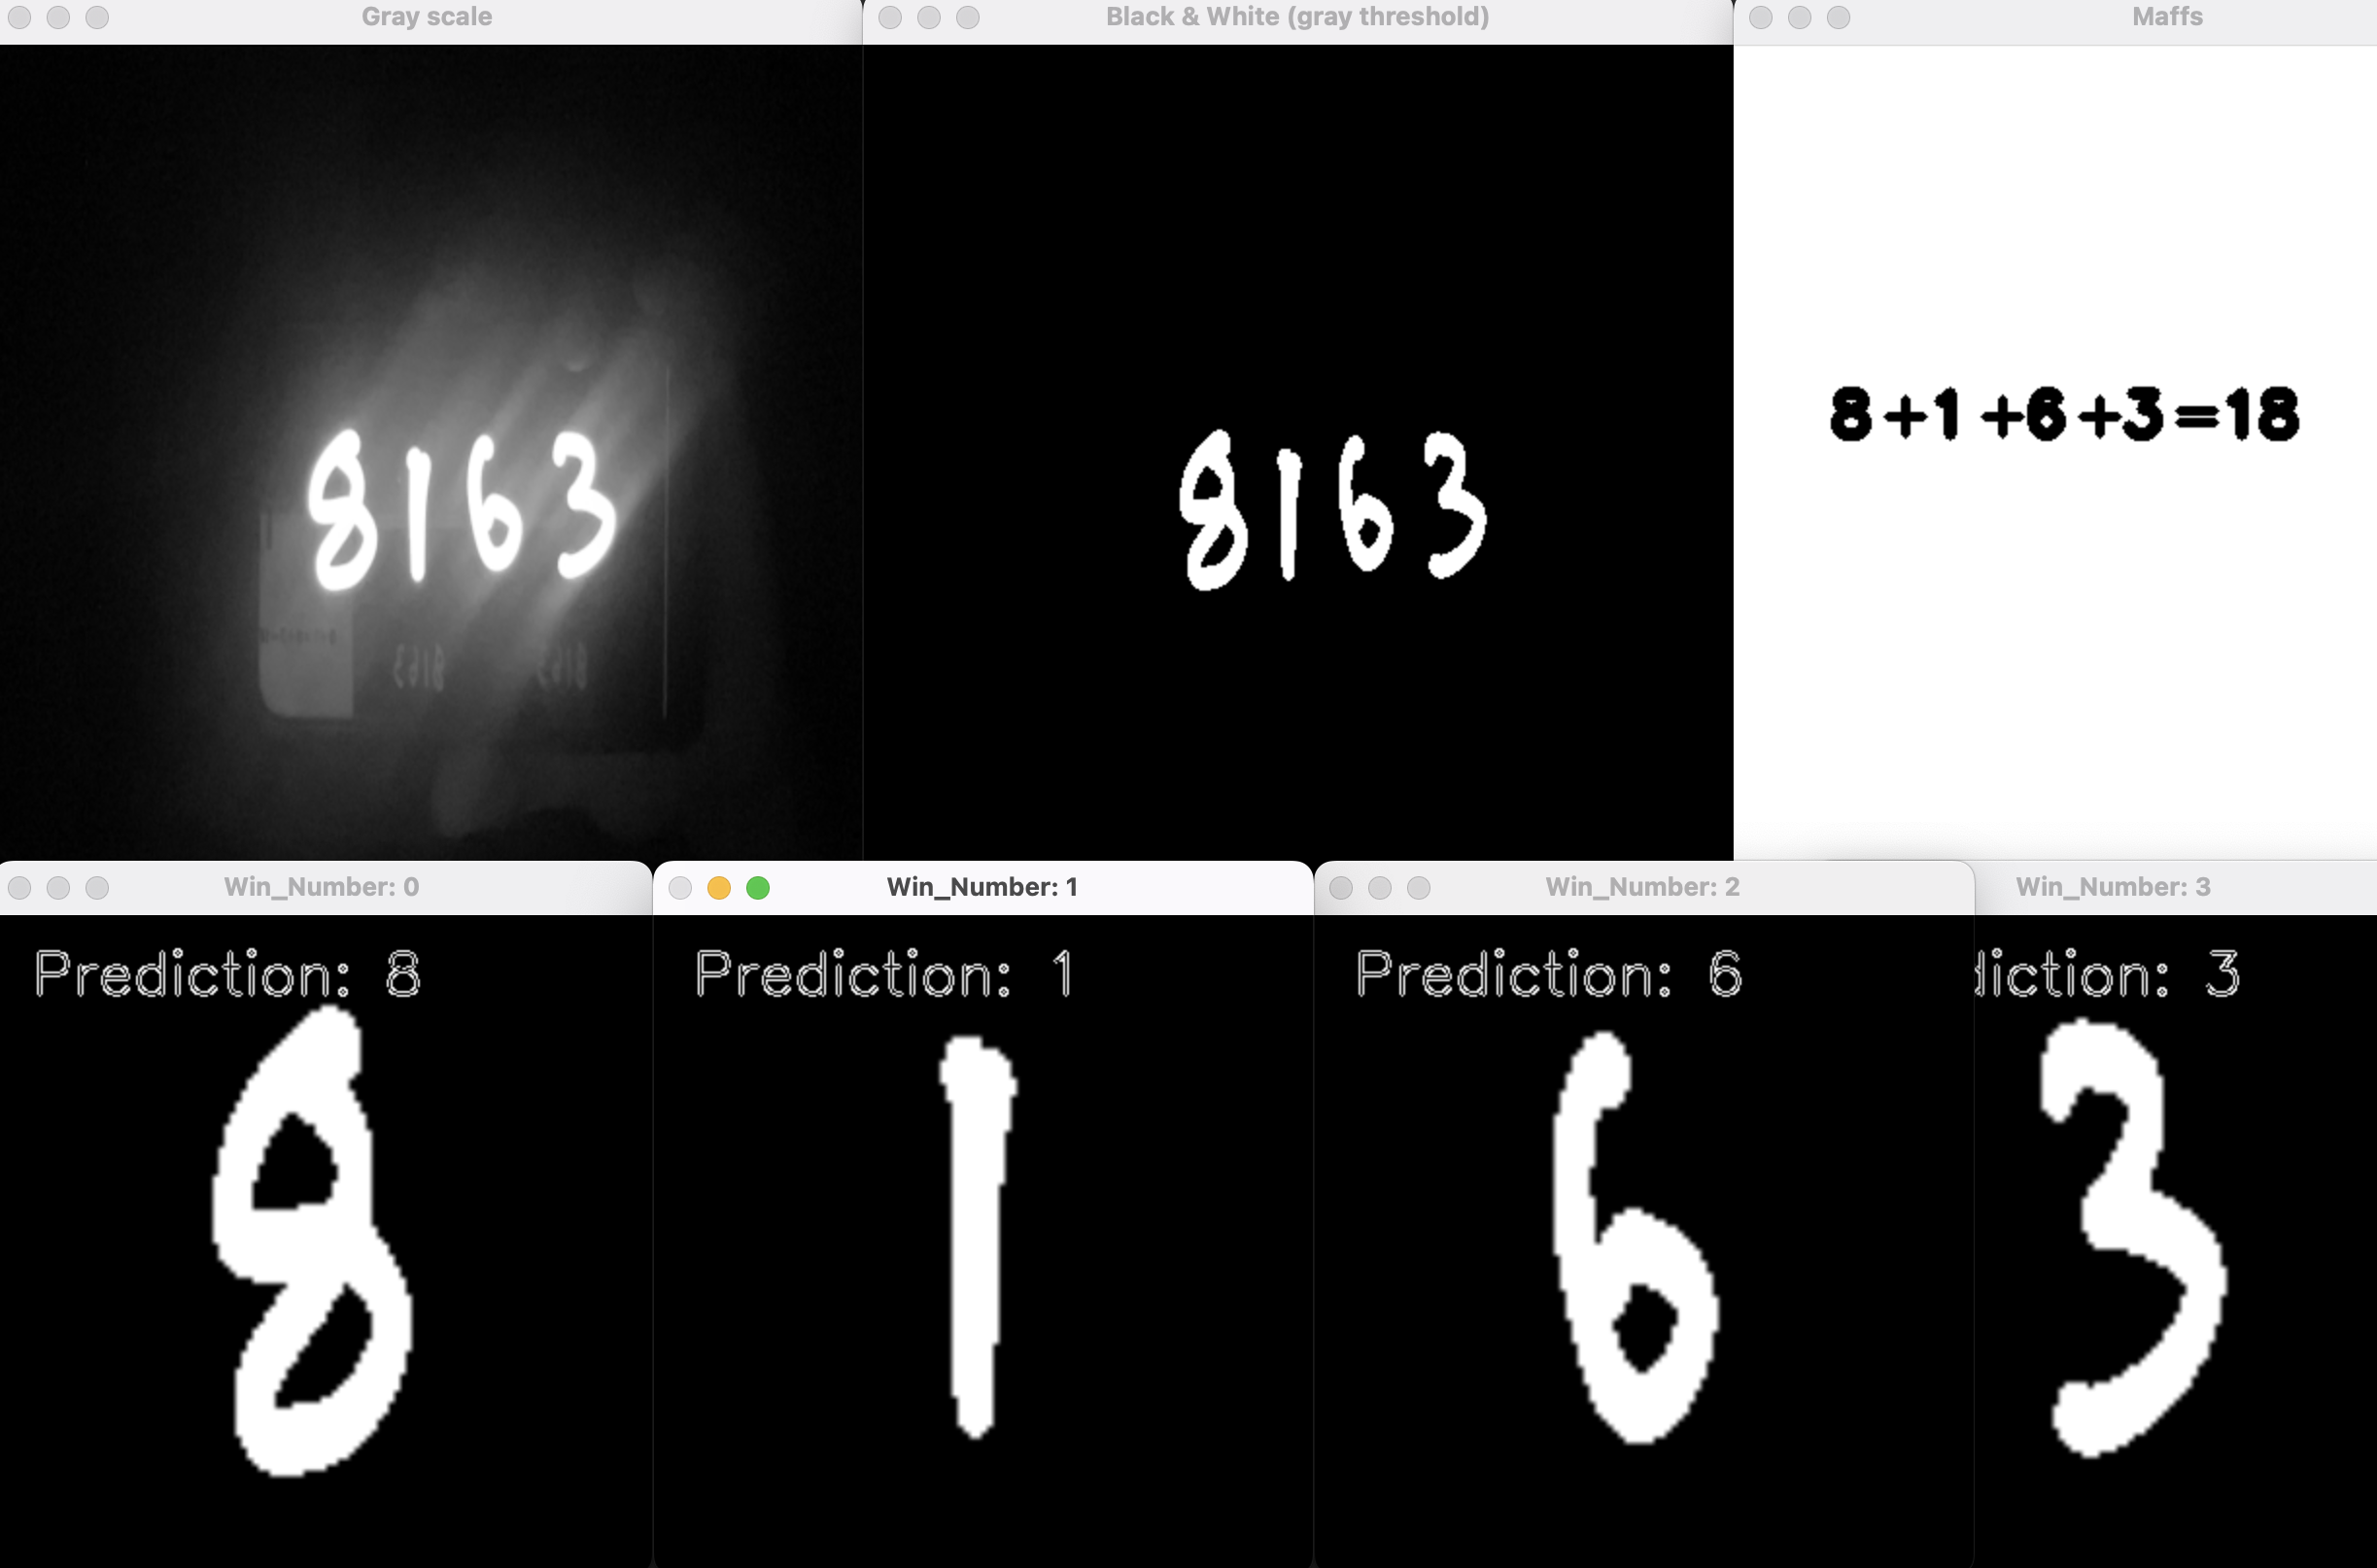 Gray scale
Black & White (gray threshold)
Maffs
8163
8163
8+1+6+3=18
Win_Number: 0
Win_Number: 1
Win_Number: 2
Win_Number: 3
Prediction: 8
Prediction: 1
Prediction: 6
diction: 3
8
1
6
3